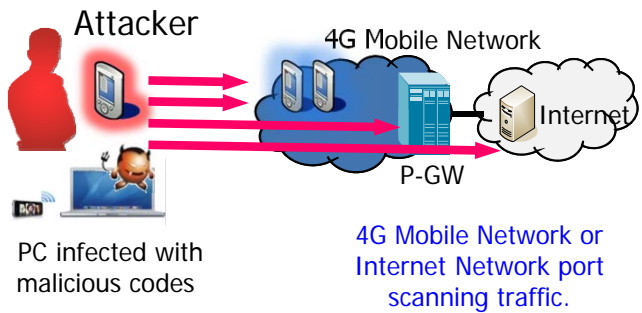 Attacker
4G Mobile Network
Internet
P-GW
PC infected with
malicious codes
4G Mobile Network or
Internet Network port
scanning traffic.